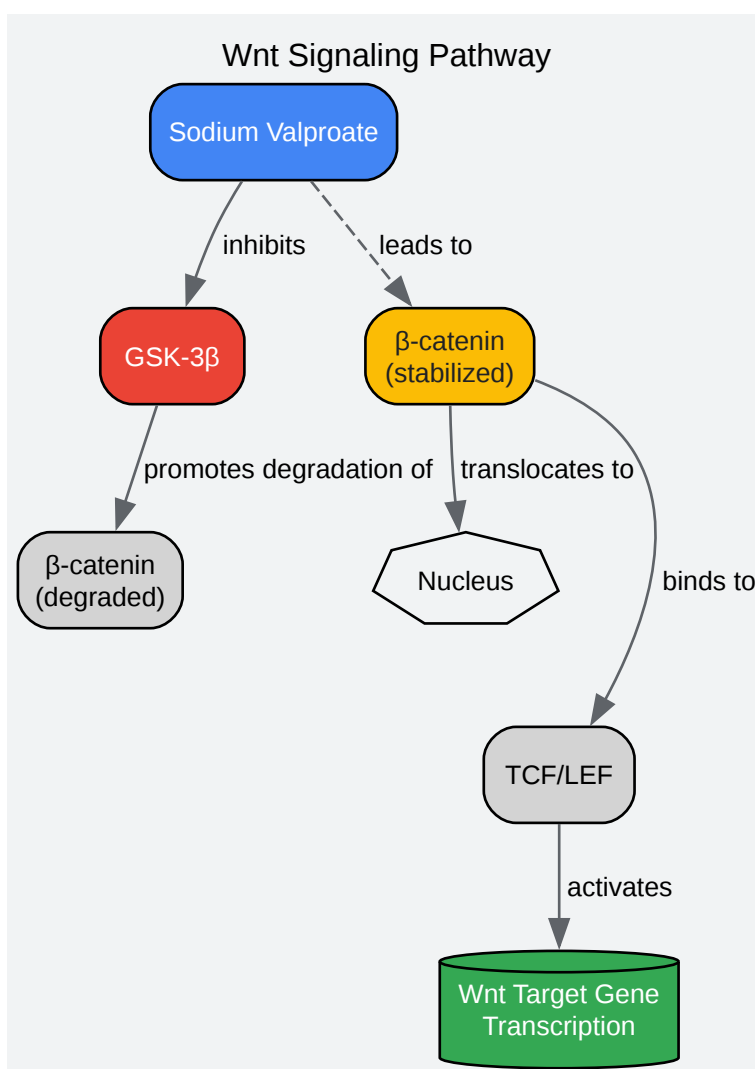 Wnt Signaling Pathway
Sodium Valproate
inhibits
leads to
GSK-3β
β-catenin
(stabilized)
promotes degradation of
translocates to
β-catenin
(degraded)
Nucleus
binds to
TCF/LEF
activates
Wnt Target Gene
Transcription